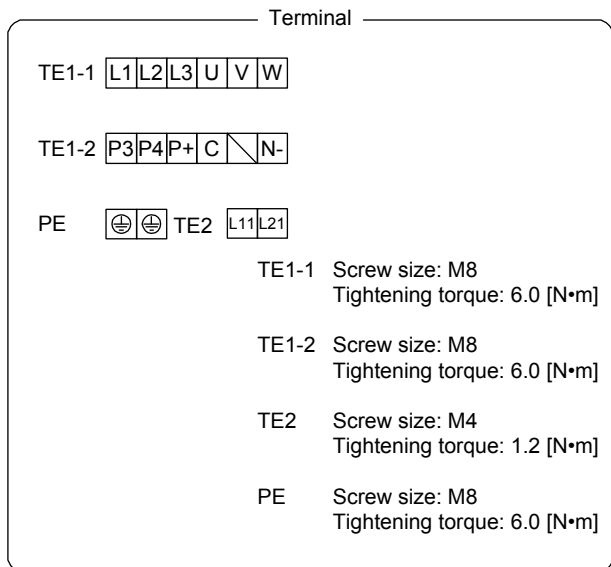 Terminal
TE1-1 L1 L2 L3 U V W
TE1-2 P3 P4 P+ C N-
PE TE2 L11 L21
TE1-1 Screw size: M8
Tightening torque: 6.0 [N•m]
TE1-2 Screw size: M8
Tightening torque: 6.0 [N•m]
TE2 Screw size: M4
Tightening torque: 1.2 [N•m]
PE Screw size: M8
Tightening torque: 6.0 [N•m]